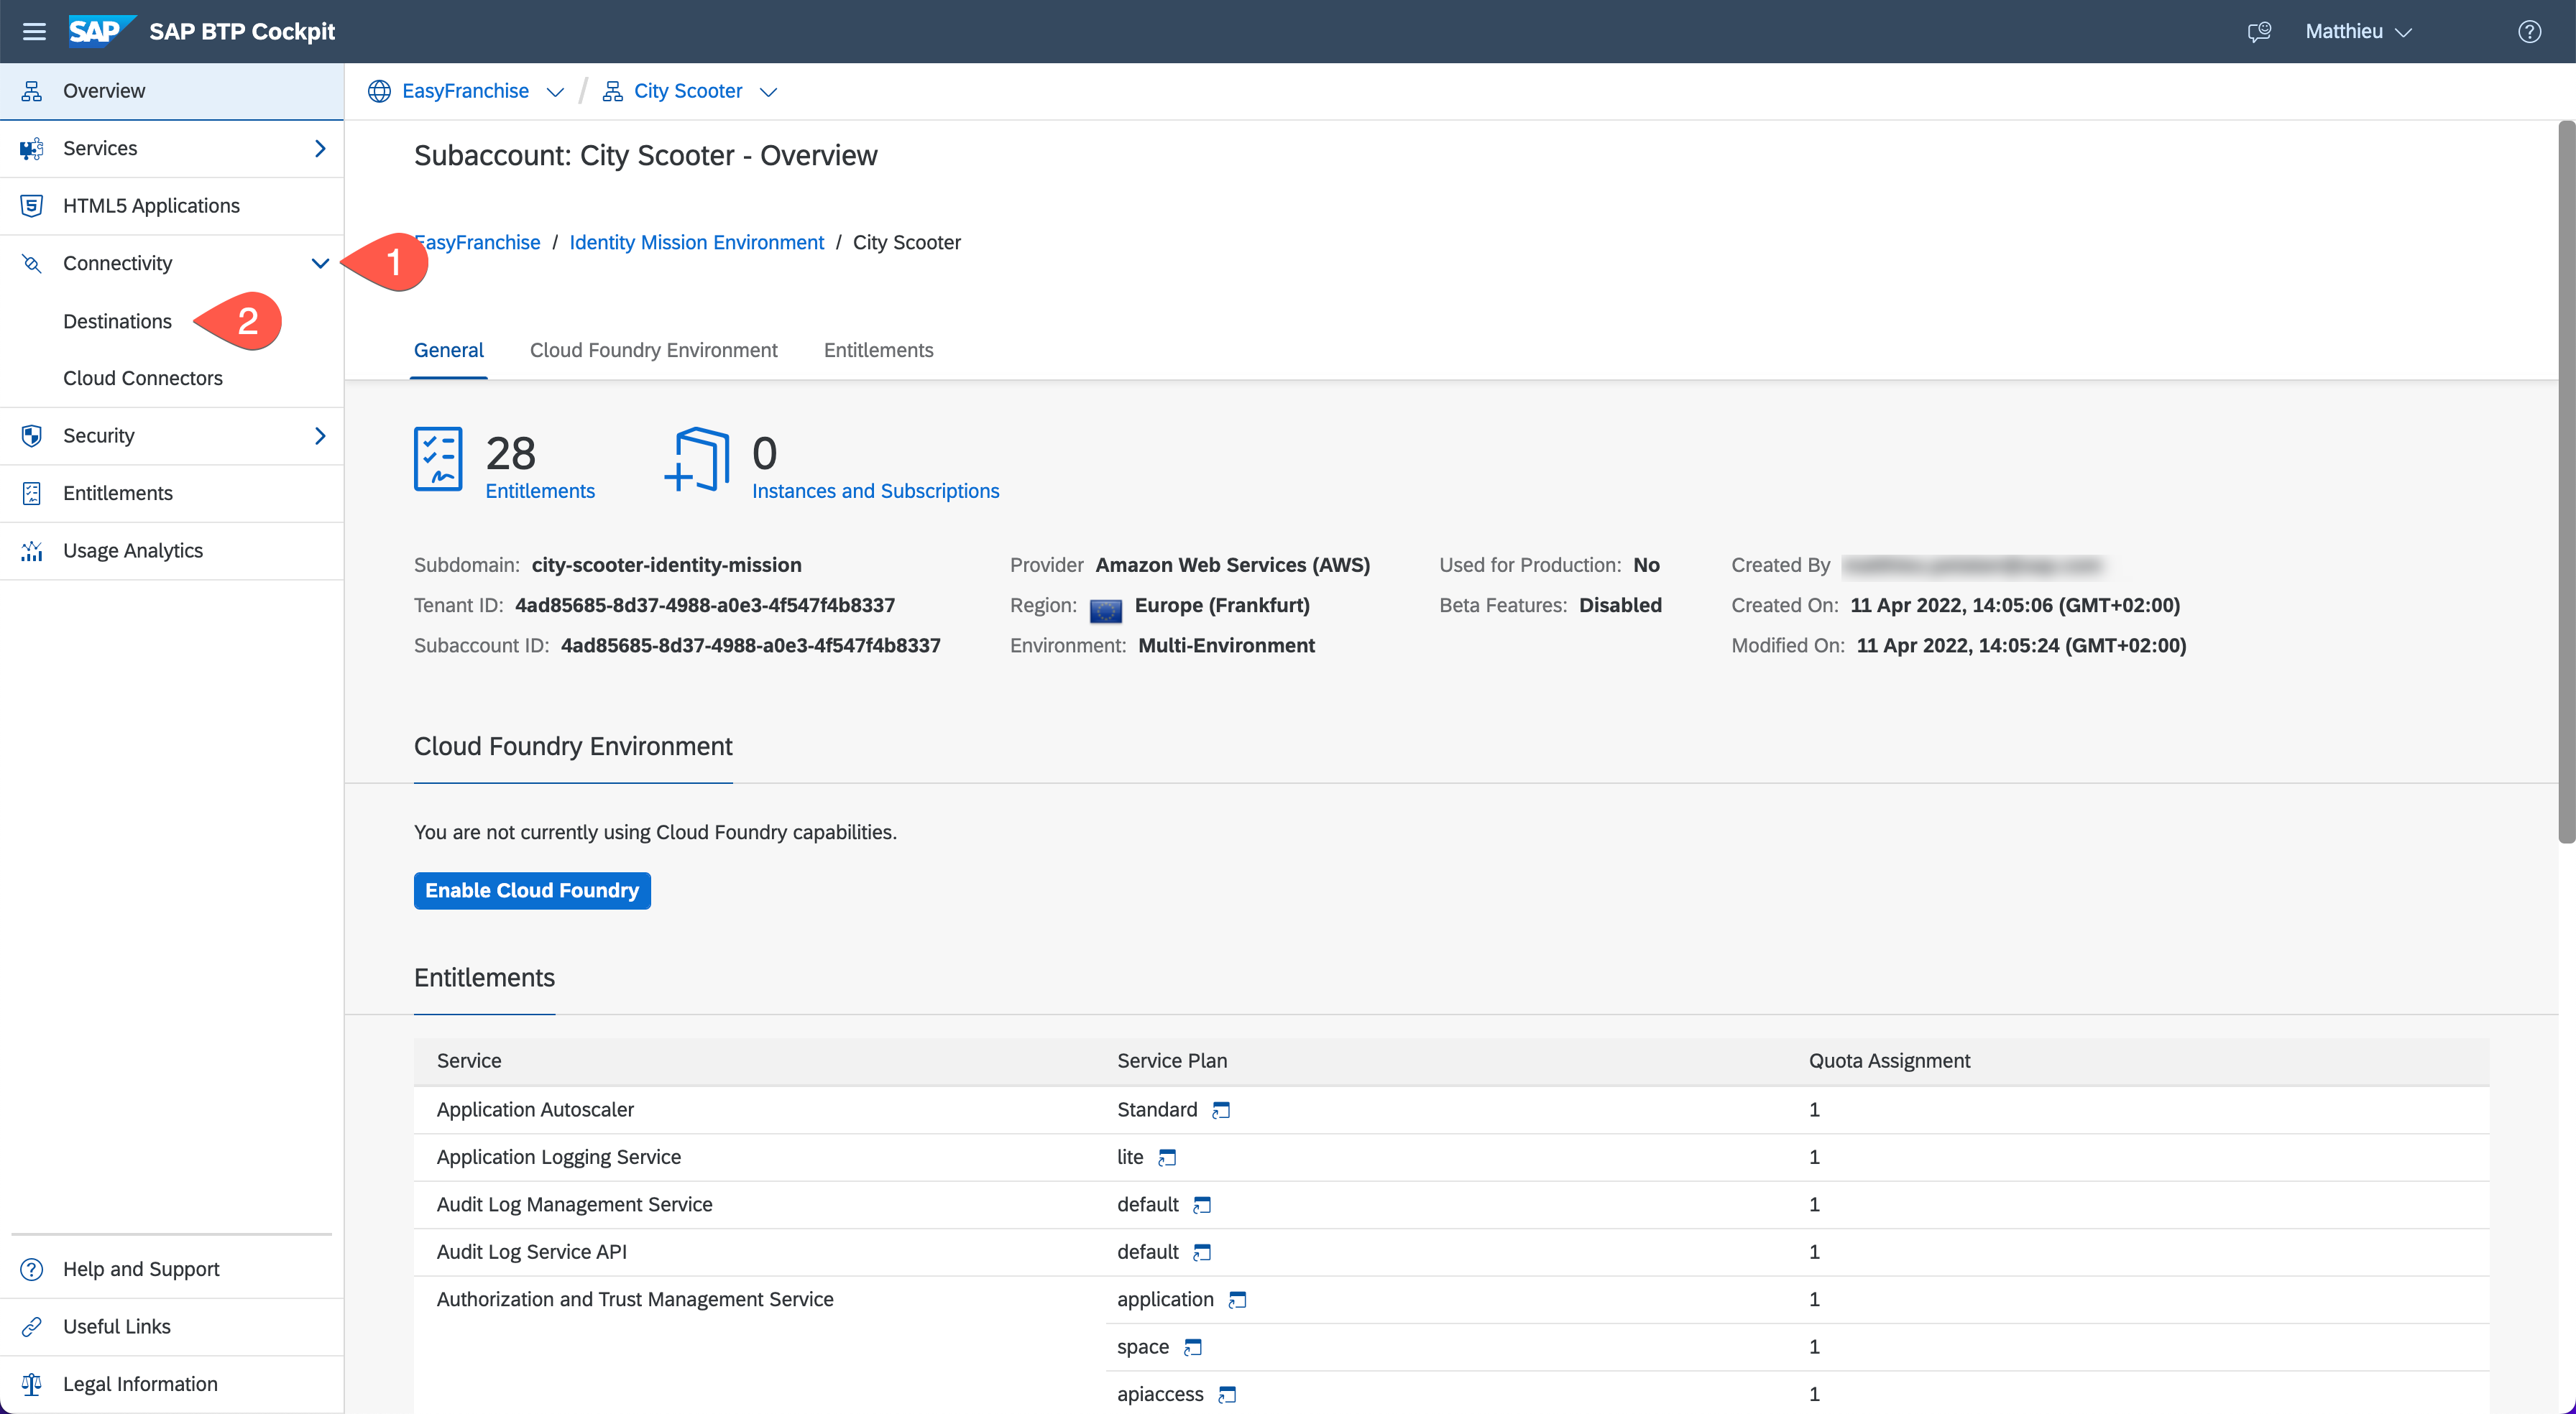 SAP SAP BTP Cockpit Matthieu
Overview
Services
HTML5 Applications
Connectivity
Destinations
Cloud Connectors
Security
Entitlements
Usage Analytics
Help and Support
Useful Links
Legal Information
1
2
EasyFranchise / City Scooter
Subaccount: City Scooter - Overview
EasyFranchise / Identity Mission Environment / City Scooter
General Cloud Foundry Environment Entitlements
28 Entitlements
0 Instances and Subscriptions
Subdomain: city-scooter-identity-mission
Tenant ID: 4ad85685-8d37-4988-a0e3-4f547f4b8337
Subaccount ID: 4ad85685-8d37-4988-a0e3-4f547f4b8337
Provider Amazon Web Services (AWS)
Region: Europe (Frankfurt)
Environment: Multi-Environment
Used for Production: No
Beta Features: Disabled
Created By
Created On: 11 Apr 2022, 14:05:06 (GMT+02:00)
Modified On: 11 Apr 2022, 14:05:24 (GMT+02:00)
Cloud Foundry Environment
You are not currently using Cloud Foundry capabilities.
Enable Cloud Foundry
Entitlements
Service Service Plan Quota Assignment
Application Autoscaler Standard 1
Application Logging Service lite 1
Audit Log Management Service default 1
Audit Log Service API default 1
Authorization and Trust Management Service application 1
space 1
apiaccess 1